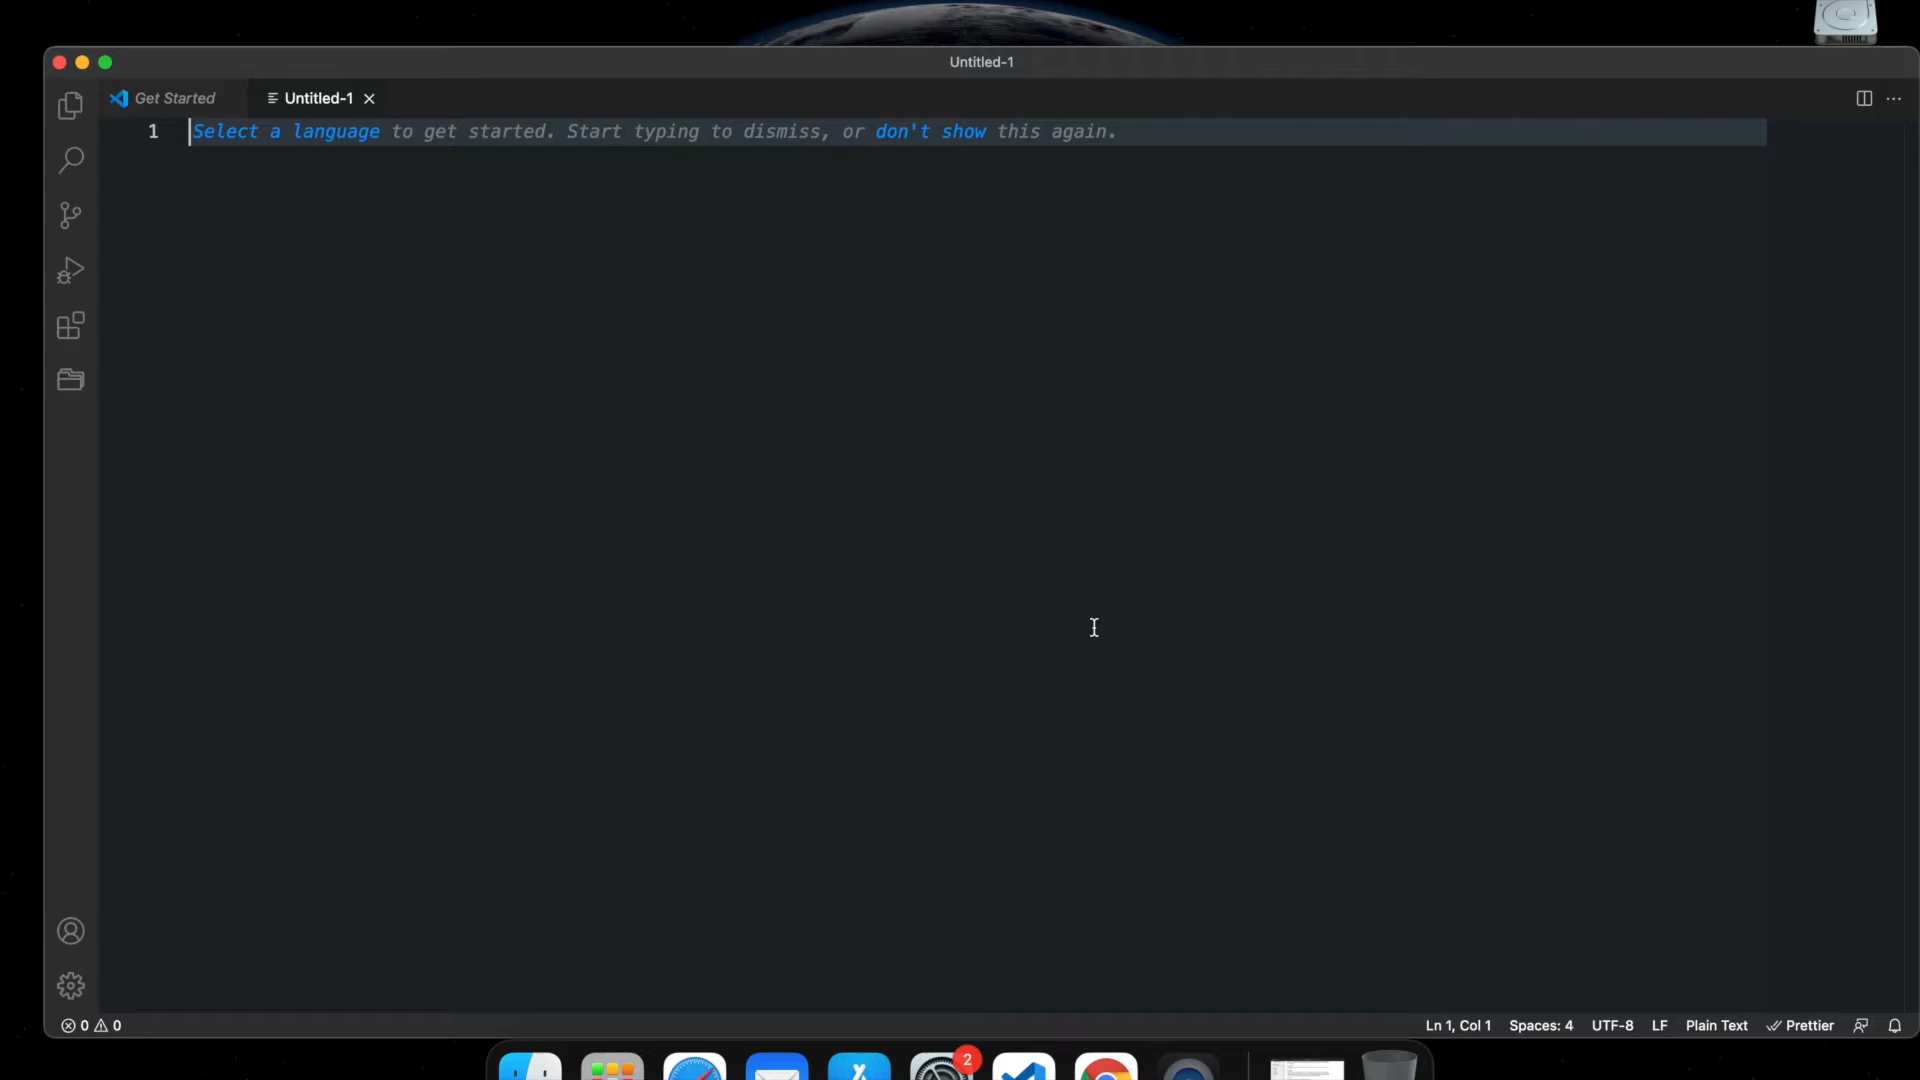 Untitled-1
Get Started
Untitled-1
1
Select a language to get started. Start typing to dismiss, or don't show this again.
0 0
Ln 1, Col 1 Spaces: 4 UTF-8 LF Plain Text Prettier
2